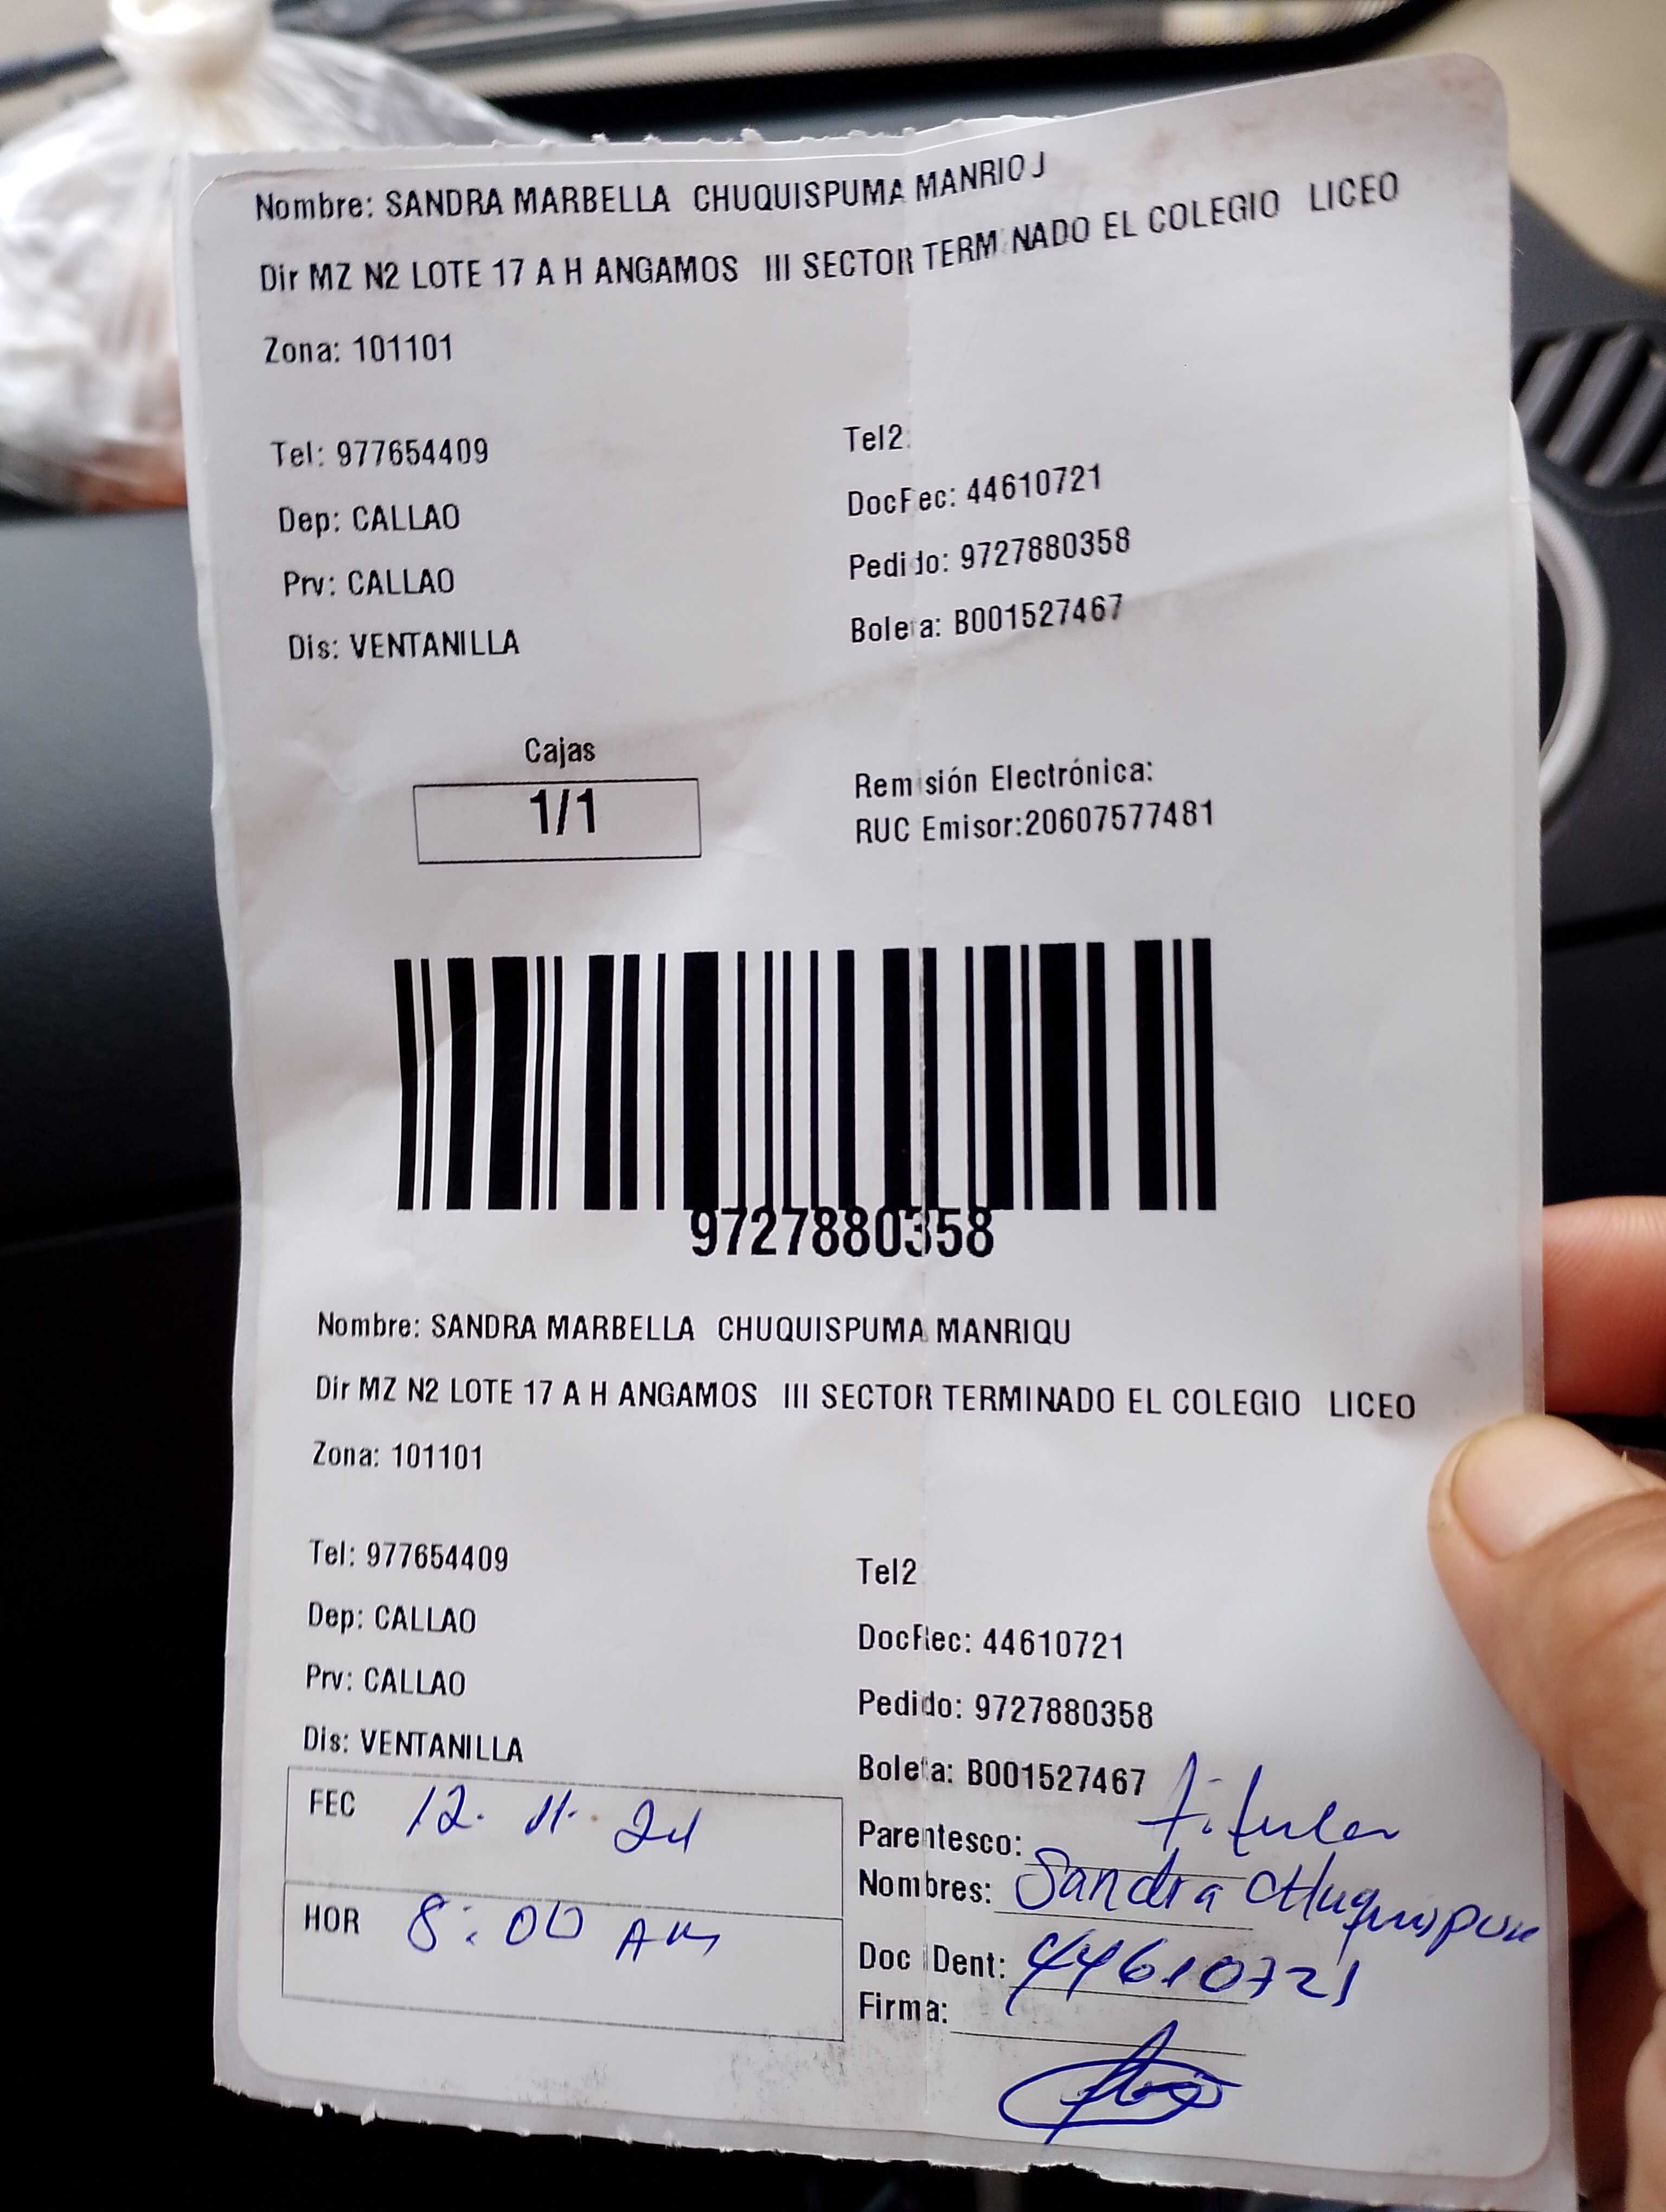 Nombre: SANDRA MARBELLA CHUQUISPUMA MANRIQU
Dir MZ N2 LOTE 17 A H ANGAMOS III SECTOR TERMINADO EL COLEGIO LICEO
Zona: 101101
Tel: 977654409 Tel2:
Dep: CALLAO DocRec: 44610721
Prv: CALLAO Pedido: 9727880358
Dis: VENTANILLA Boleta: B001527467
Cajas
1/1
Remisión Electrónica:
RUC Emisor:20607577481
9727880358
Nombre: SANDRA MARBELLA CHUQUISPUMA MANRIQU
Dir MZ N2 LOTE 17 A H ANGAMOS III SECTOR TERMINADO EL COLEGIO LICEO
Zona: 101101
Tel: 977654409 Tel2
Dep: CALLAO DocRec: 44610721
Prv: CALLAO Pedido: 9727880358
Dis: VENTANILLA Boleta: B001527467
FEC 12. 11. 24
HOR 8:00 AM
Parentesco: titular
Nombres: Sandra Chuquispum
Doc Dent: 44610721
Firma: